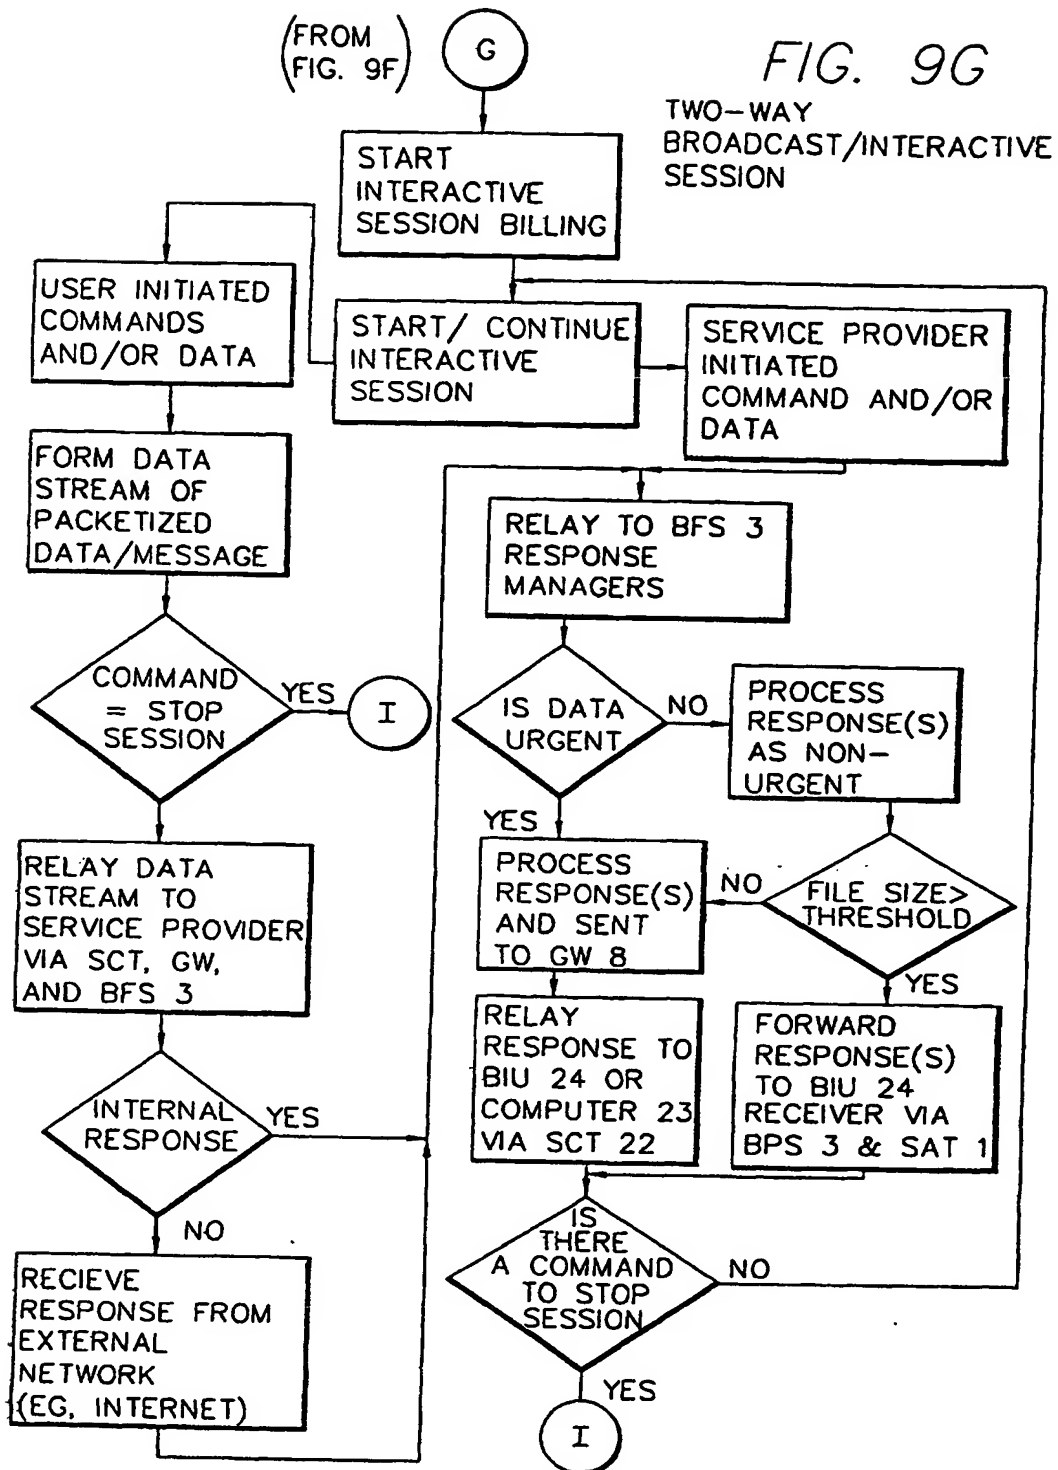 (FROM
FIG. 9F)
G
FIG. 9G
TWO-WAY
BROADCAST/INTERACTIVE
SESSION
START
INTERACTIVE
SESSION BILLING
USER INITIATED
COMMANDS
AND/OR DATA
START/ CONTINUE
INTERACTIVE
SESSION
SERVICE PROVIDER
INITIATED
COMMAND AND/OR
DATA
FORM DATA
STREAM OF
PACKETIZED
DATA/MESSAGE
RELAY TO BFS 3
RESPONSE
MANAGERS
COMMAND
= STOP
SESSION
YES
I
IS DATA
URGENT
NO
PROCESS
RESPONSE(S)
AS NON-
URGENT
YES
RELAY DATA
STREAM TO
SERVICE PROVIDER
VIA SCT, GW,
AND BFS 3
PROCESS
RESPONSE(S)
AND SENT
TO GW 8
NO
FILE SIZE>
THRESHOLD
YES
RELAY
RESPONSE TO
BIU 24 OR
COMPUTER 23
VIA SCT 22
FORWARD
RESPONSE(S)
TO BIU 24
RECEIVER VIA
BPS 3 & SAT 1
INTERNAL
RESPONSE
YES
NO
RECIEVE
RESPONSE FROM
EXTERNAL
NETWORK
(EG, INTERNET)
IS
THERE
A COMMAND
TO STOP
SESSION
NO
YES
I